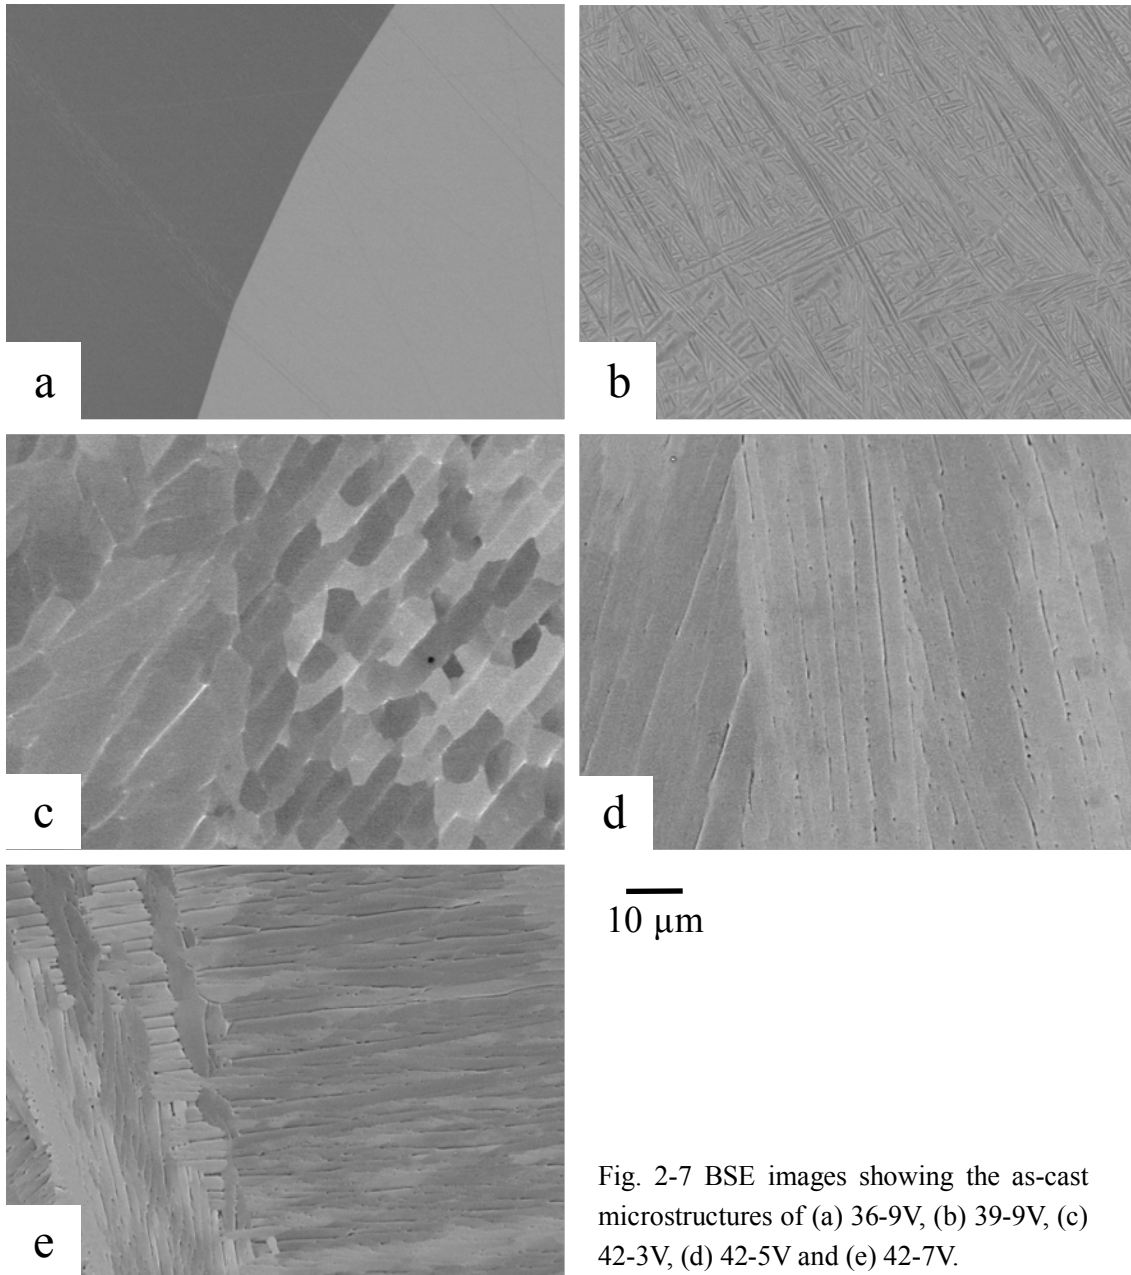 a
b
c
d
e
10 µm
Fig. 2-7 BSE images showing the as-cast
microstructures of (a) 36-9V, (b) 39-9V, (c)
42-3V, (d) 42-5V and (e) 42-7V.